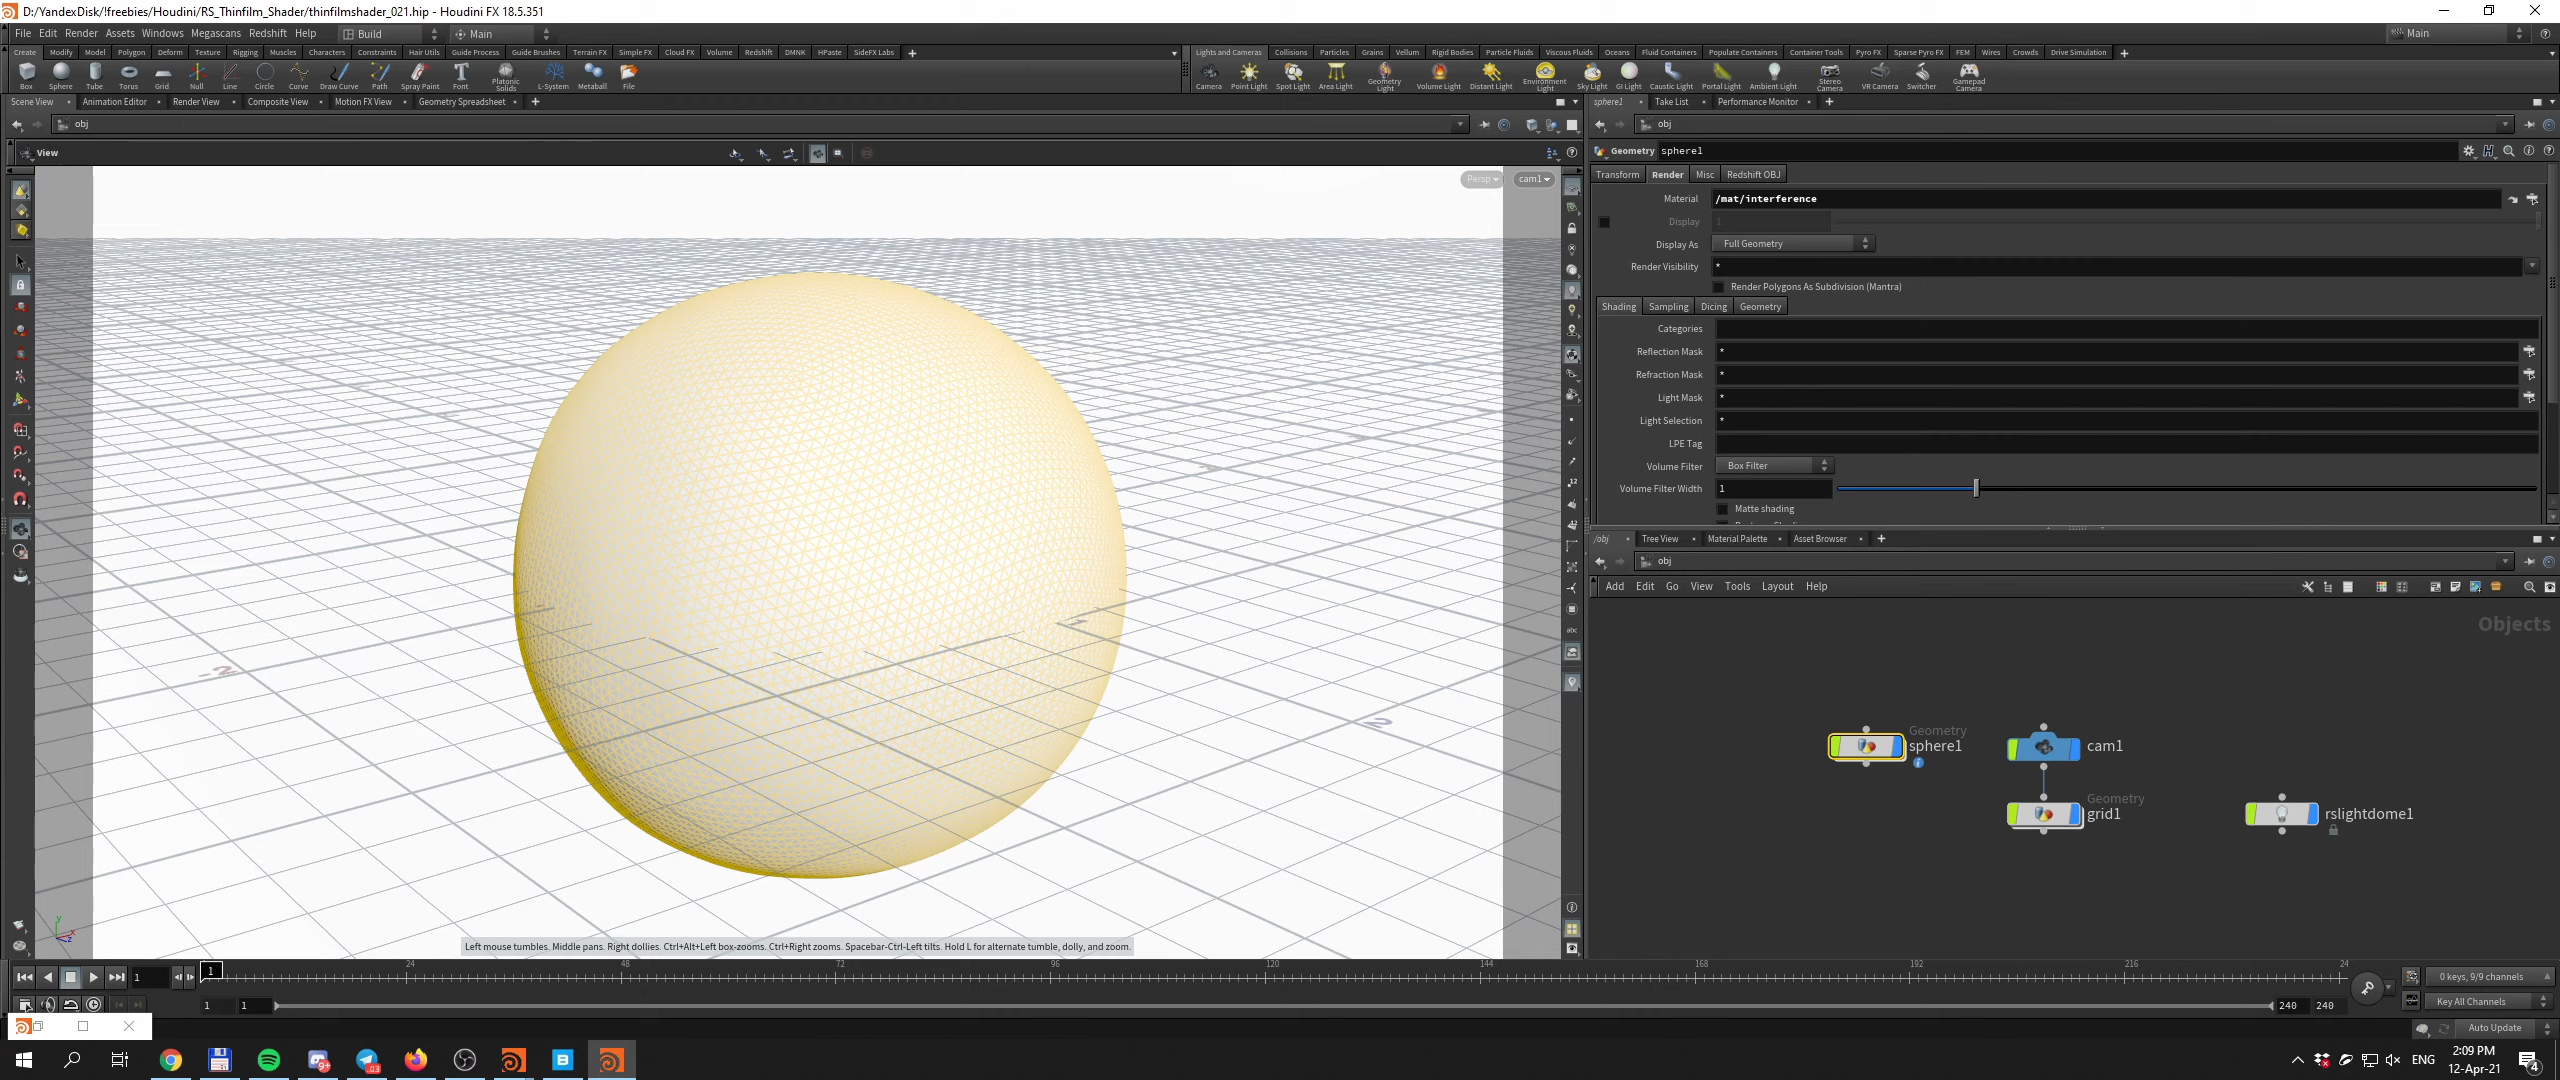 D:/YandexDisk/!freebies/Houdini/RS_Thinfilm_Shader/thinfilmshader_021.hip - Houdini FX 18.5.351
File Edit Render Assets Windows Megascans Redshift Help Build Main
Main
Create Modify Model Polygon Deform Texture Rigging Muscles Characters Constraints Hair Utils Guide Process Guide Brushes Terrain FX Simple FX Cloud FX Volume Redshift DMNK HPaste SideFX Labs
Lights and Cameras Collisions Particles Grains Vellum Rigid Bodies Particle Fluids Viscous Fluids Oceans Fluid Containers Populate Containers Container Tools Pyro FX Sparse Pyro FX FEM Wires Crowds Drive Simulation
Box Sphere Tube Torus Grid Null Line Circle Curve Draw Curve Path Spray Paint Font Platonic Solids L-System Metaball File
Camera Point Light Spot Light Area Light Geometry Light Volume Light Distant Light Environment Light Sky Light GI Light Caustic Light Portal Light Ambient Light Stereo Camera VR Camera Switcher Gamepad Camera
Scene View Animation Editor Render View Composite View Motion FX View Geometry Spreadsheet
sphere1 Take List Performance Monitor
obj
obj
View
Geometry sphere1
Persp cam1
Transform Render Misc Redshift OBJ
Material /mat/interference
Display 1
Display As Full Geometry
Render Visibility *
Render Polygons As Subdivision (Mantra)
Shading Sampling Dicing Geometry
Categories
Reflection Mask *
Refraction Mask *
Light Mask *
Light Selection *
LPE Tag
Volume Filter Box Filter
Volume Filter Width 1
Matte shading
/obj Tree View Material Palette Asset Browser
obj
Add Edit Go View Tools Layout Help
Objects
Geometry
sphere1
cam1
Geometry
grid1
rslightdome1
-2
2
Left mouse tumbles. Middle pans. Right dollies. Ctrl+Alt+Left box-zooms. Ctrl+Right zooms. Spacebar-Ctrl-Left tilts. Hold L for alternate tumble, dolly, and zoom.
y
x
z
1 1 24 48 72 96 120 144 168 192 216 24
0 keys, 9/9 channels
1 1 240 240
Key All Channels
Auto Update
ENG
2:09 PM
12-Apr-21
4